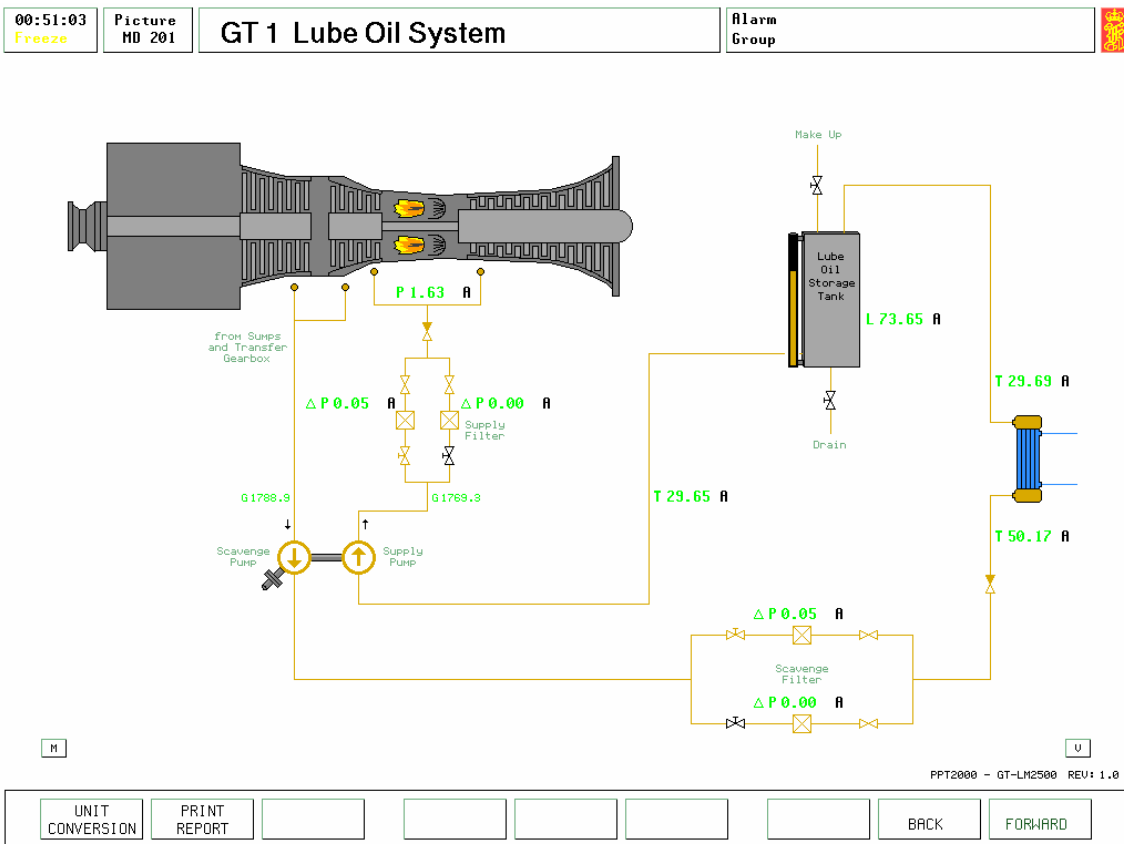 00:51:03
Freeze
Picture
MD 201
GT 1 Lube Oil System
Alarm
Group
Make Up
Lube
Oil
Storage
Tank
P 1.63 A
L 73.65 A
from Sumps
and Transfer
Gearbox
T 29.69 A
△ P 0.05 A
△ P 0.00 A
Supply
Filter
Drain
G 1788.9
G 1769.3
T 29.65 A
T 50.17 A
Scavenge
Pump
Supply
Pump
△ P 0.05 A
Scavenge
Filter
△ P 0.00 A
M
V
PPT2000 - GT-LM2500 REV: 1.0
UNIT
CONVERSION
PRINT
REPORT
BACK
FORWARD